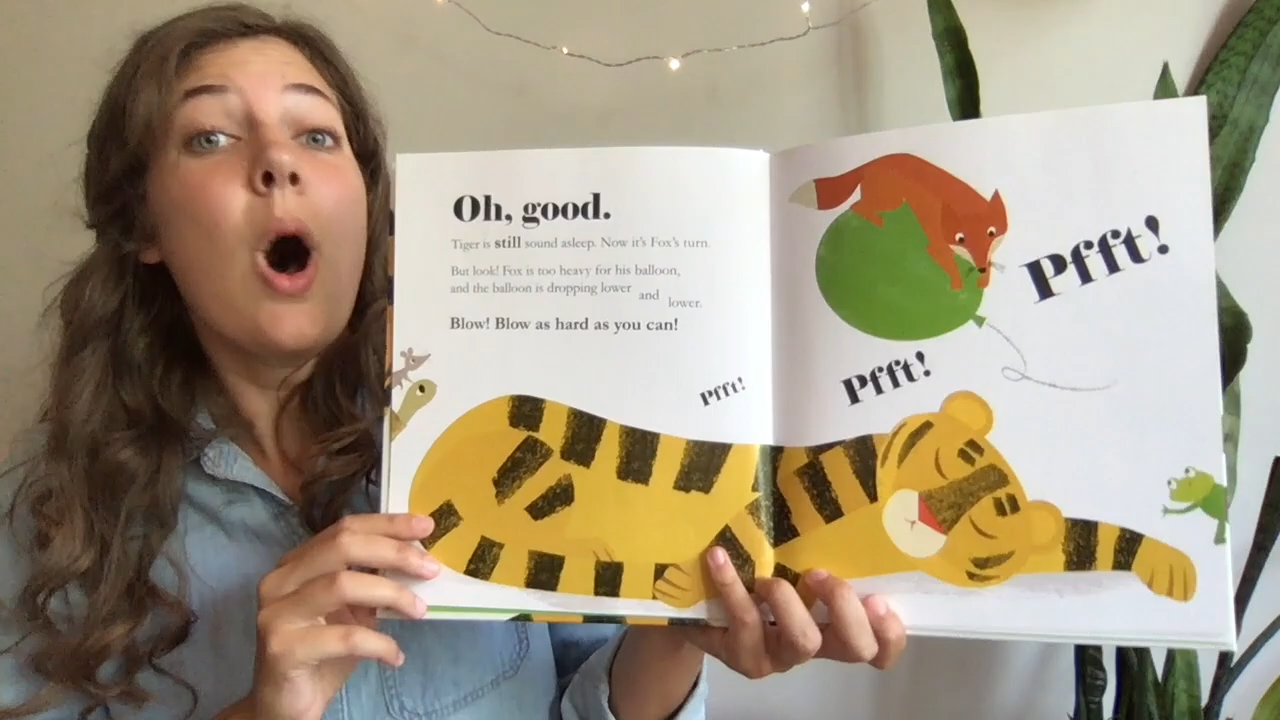 Oh, good.
Tiger is still sound asleep. Now it's Fox's turn.
But look! Fox is too heavy for his balloon,
and the balloon is dropping lower and lower.
Blow! Blow as hard as you can!
Pfft!
Pfft!
Pfft!